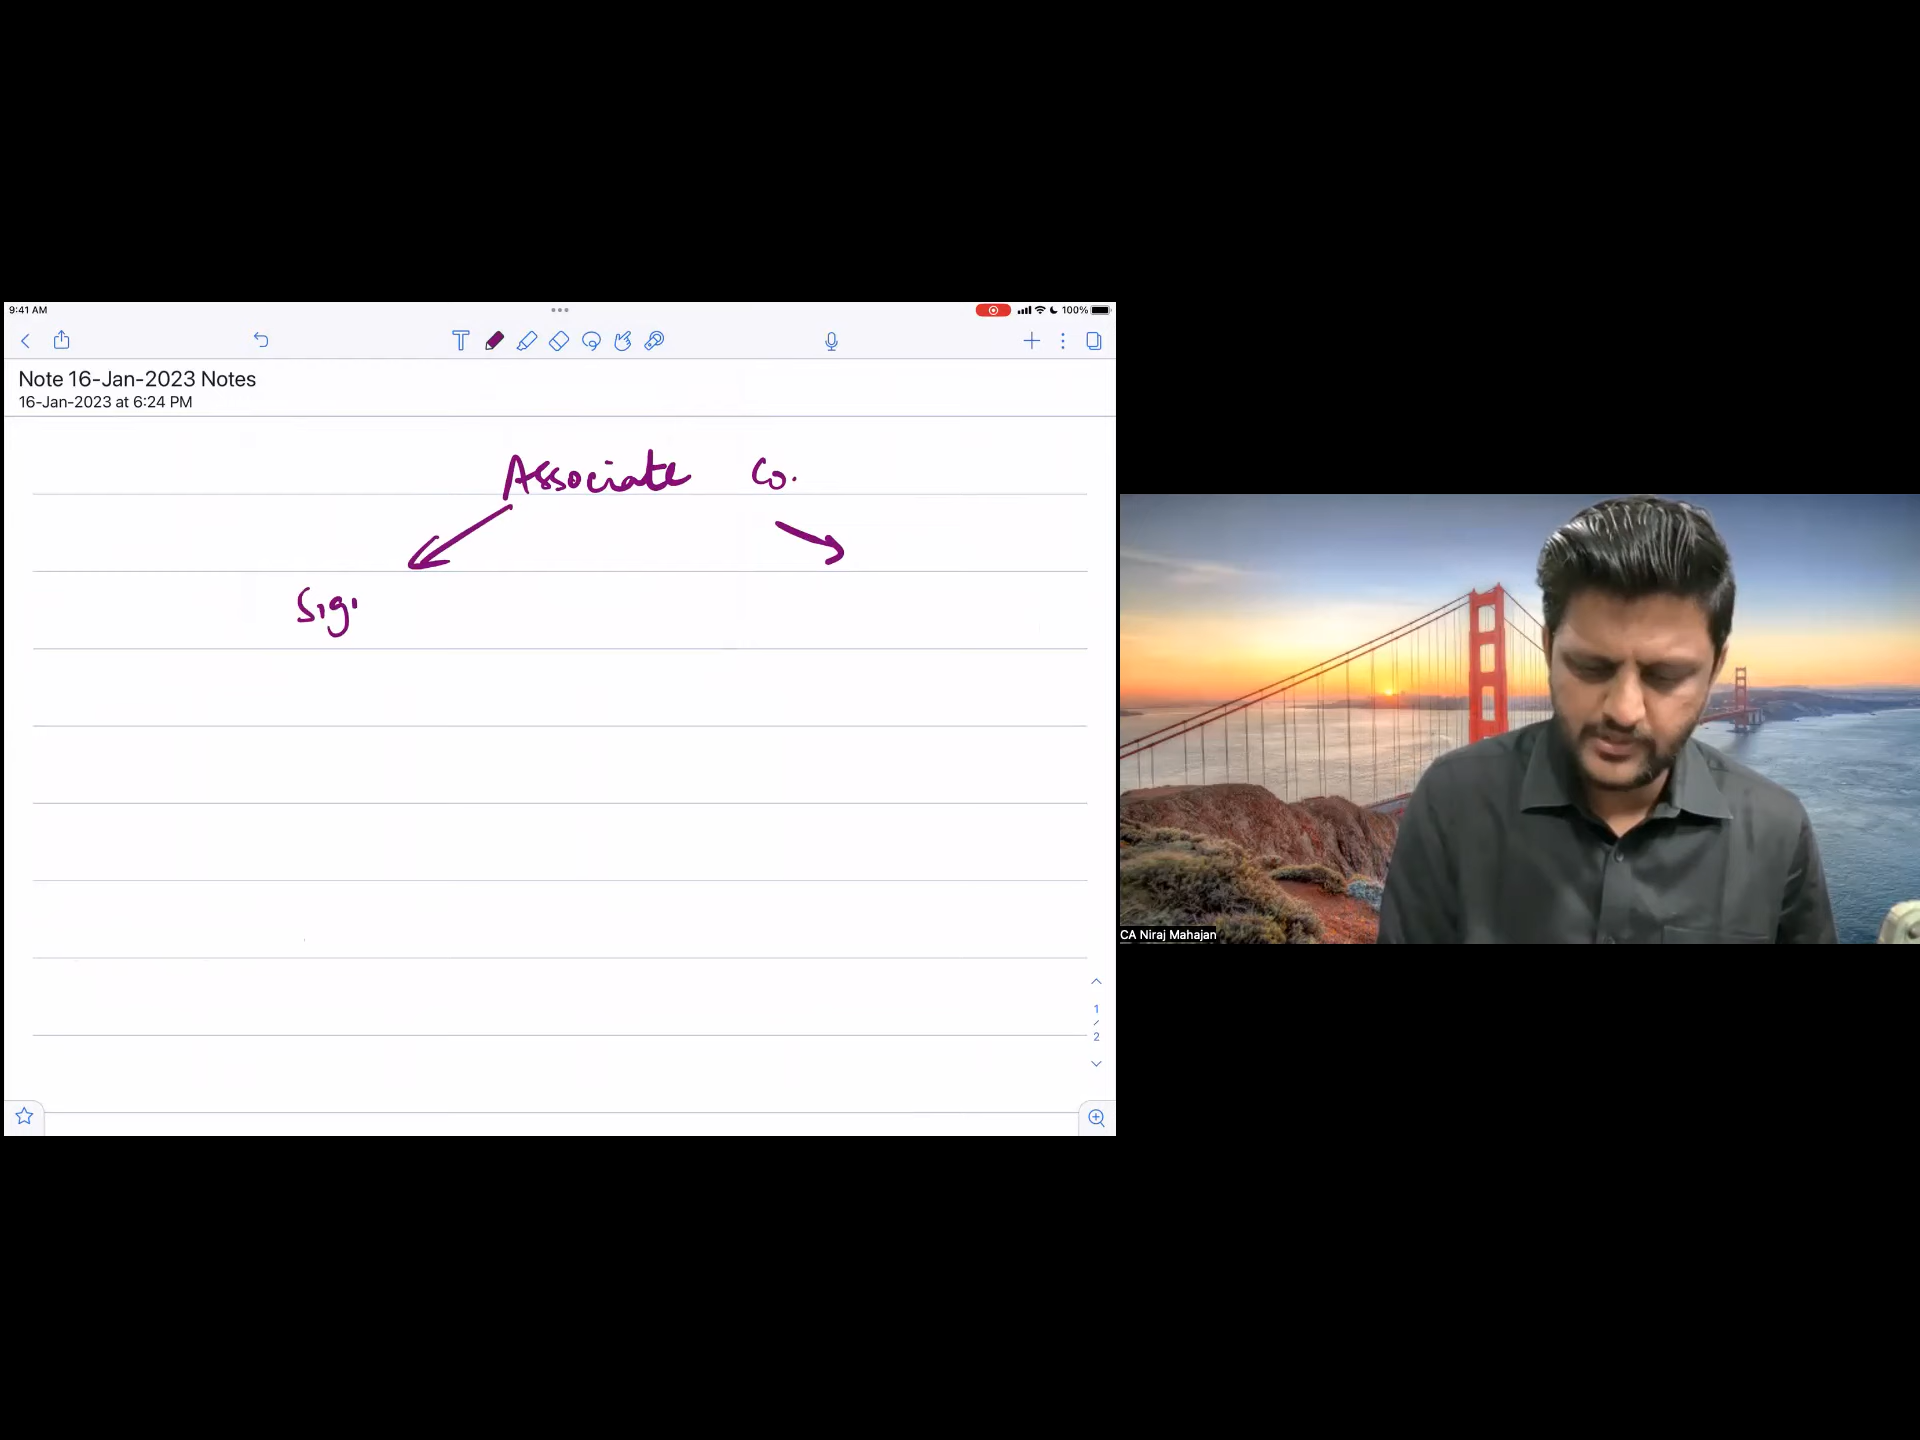 9:41 AM
100%
Note 16-Jan-2023 Notes
16-Jan-2023 at 6:24 PM
Associate Co.
Sigi
1
/
2
CA Niraj Mahajan